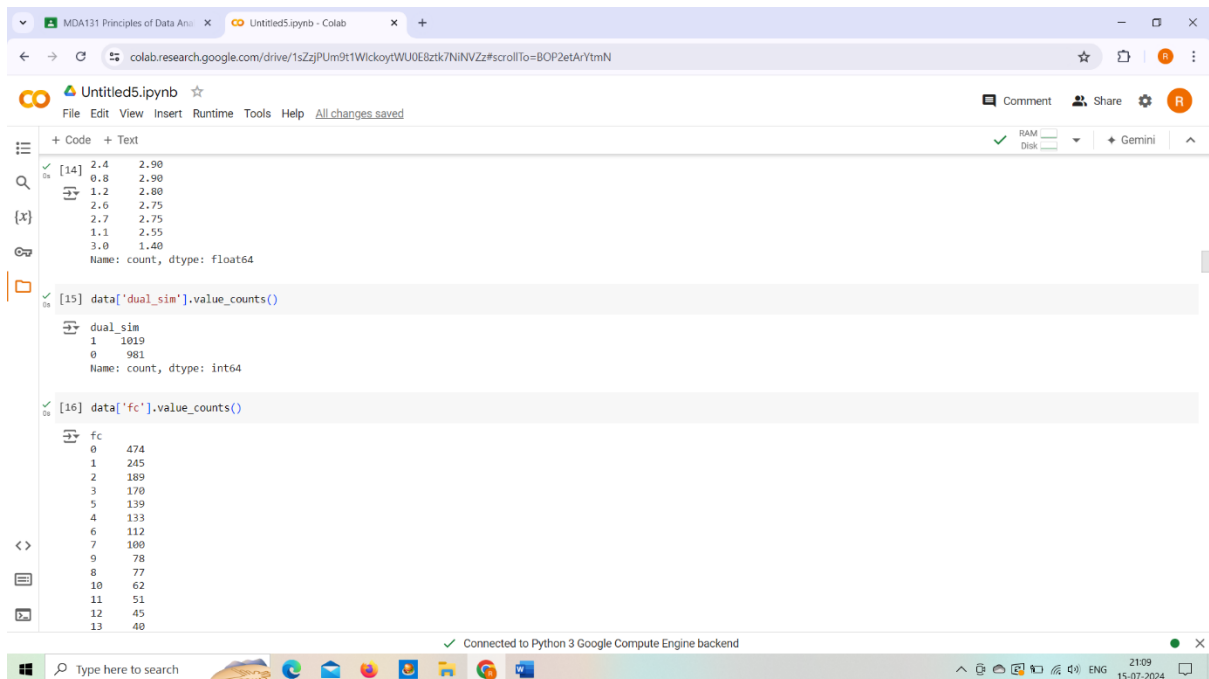 MDA131 Principles of Data Ana
Untitled5.ipynb - Colab
colab.research.google.com/drive/1sZzjPUm9t1WlckoytWU0E8ztk7NiNVZz#scrollTo=BOP2etArYtmN
R
CO Untitled5.ipynb
File Edit View Insert Runtime Tools Help All changes saved
Comment Share R
+ Code + Text
RAM
Disk
Gemini
[14] 2.4 2.90
0.8 2.90
1.2 2.80
2.6 2.75
2.7 2.75
1.1 2.55
3.0 1.40
Name: count, dtype: float64
[15] data['dual_sim'].value_counts()
dual_sim
1 1019
0 981
Name: count, dtype: int64
[16] data['fc'].value_counts()
fc
0 474
1 245
2 189
3 170
5 139
4 133
6 112
7 100
9 78
8 77
10 62
11 51
12 45
13 40
Connected to Python 3 Google Compute Engine backend
Type here to search
ENG
21:09
15-07-2024